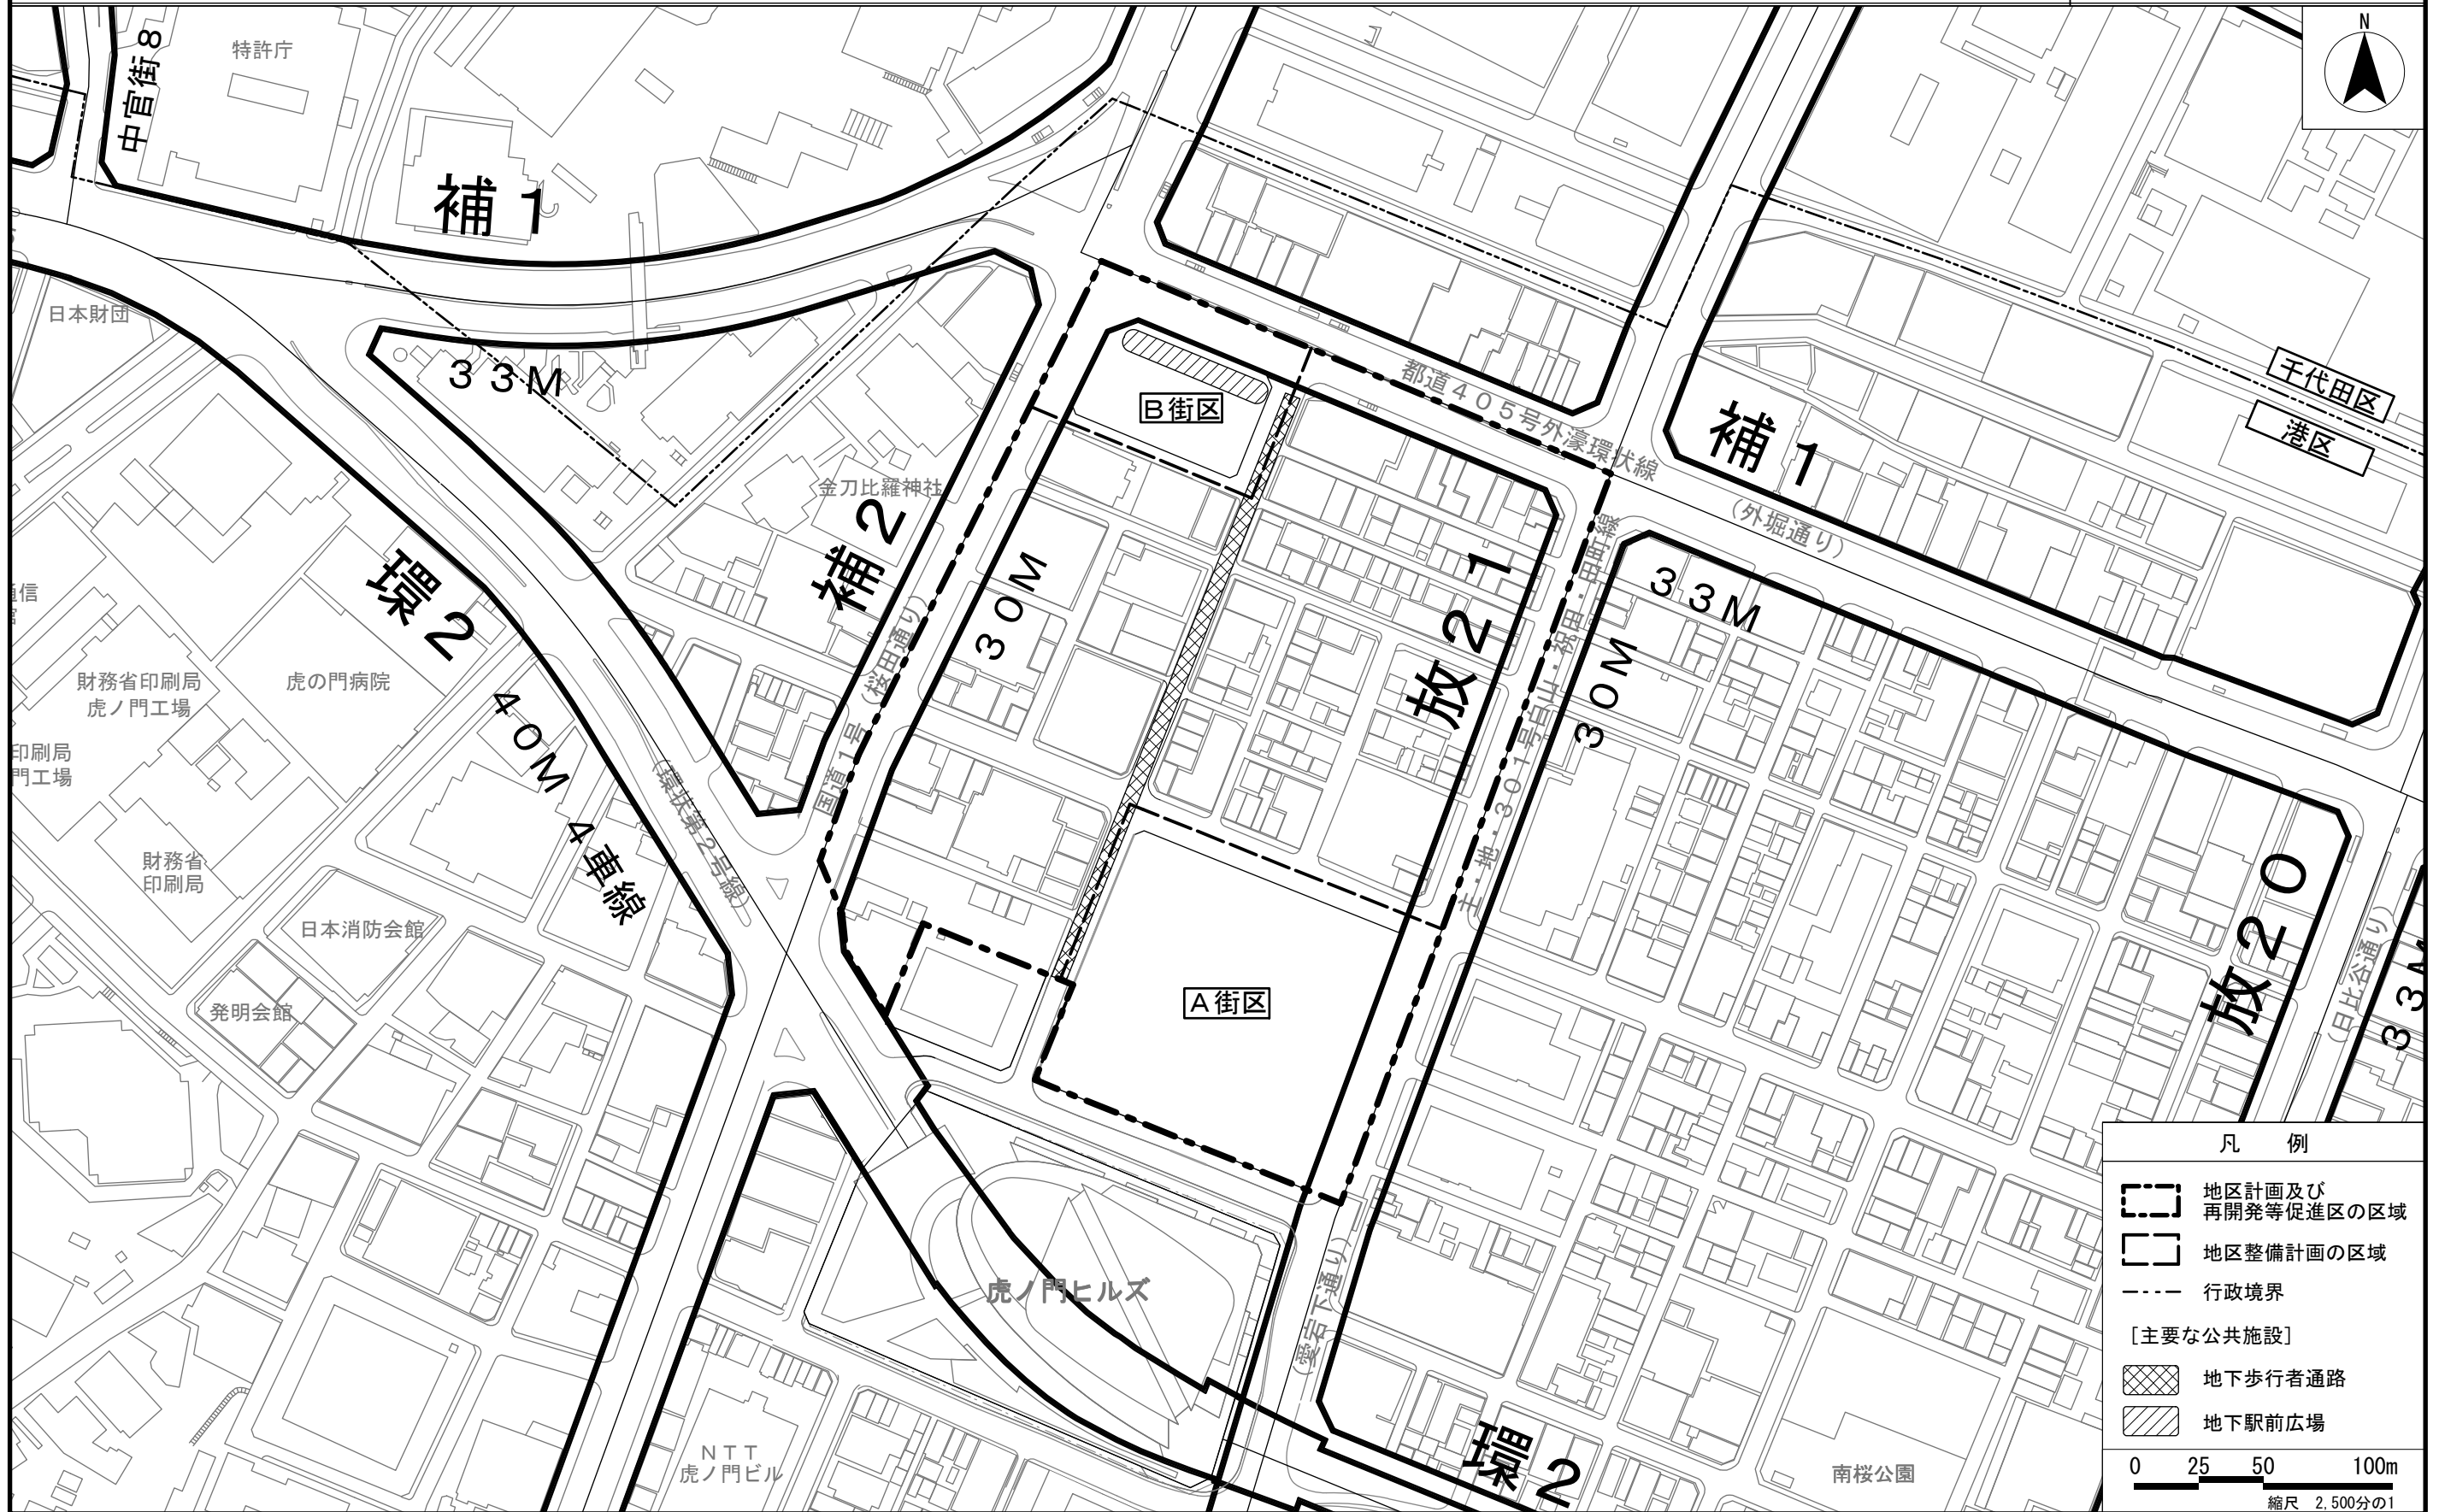 N
中官街8
特許庁
補1
日本財団
33M
B街区
都道405号外濠環状線
千代田区
港区
補1
(外堀通り)
金刀比羅神社
補2
環2
30M
国道1号(桜田通り)
放21
主・地・301号白山・祝田・田町線
33M
30M
財務省印刷局
虎ノ門工場
虎の門病院
40M
印刷局
門工場
4車線
(環状第2号線)
財務省
印刷局
日本消防会館
発明会館
A街区
放20
(日比谷通り)
33M
虎ノ門ヒルズ
(愛宕下通り)
環2
NTT
虎ノ門ビル
南桜公園
凡 例
地区計画及び
再開発等促進区の区域
地区整備計画の区域
行政境界
[主要な公共施設]
地下歩行者通路
地下駅前広場
0 25 50 100m
縮尺 2,500分の1